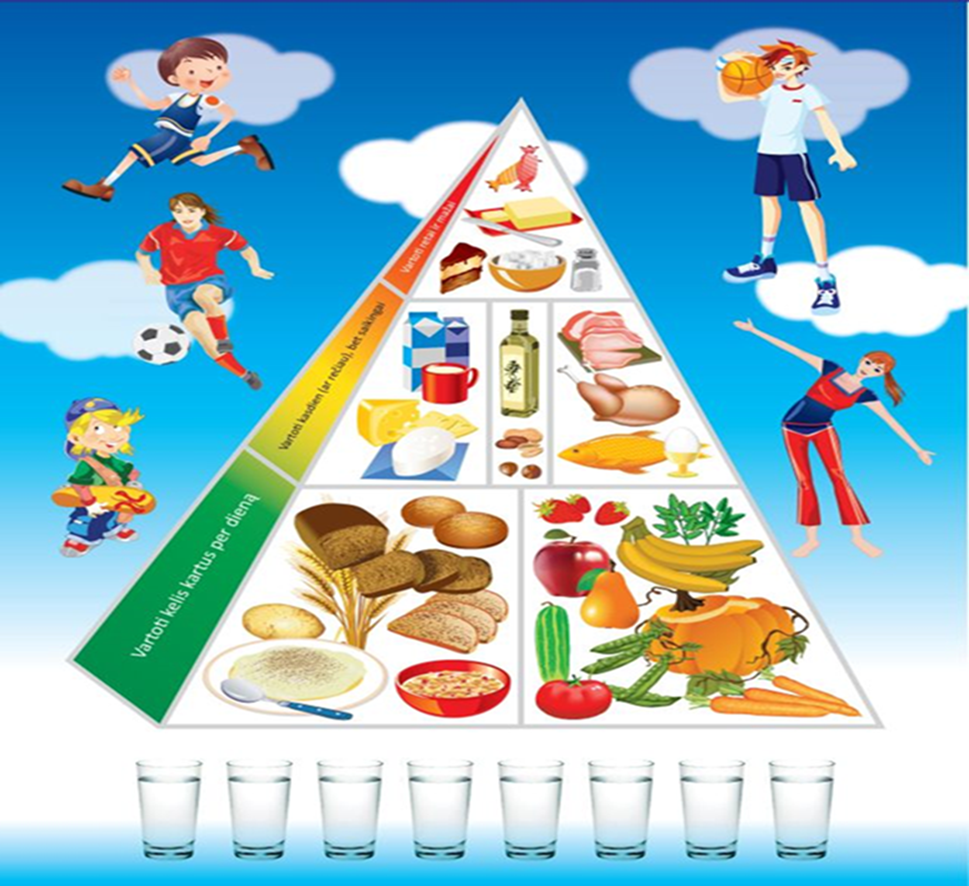 Vartoti retai ir mažai
Vartoti kasdien (ar rečiau), bet saikingai
Vartoti kelis kartus per dieną